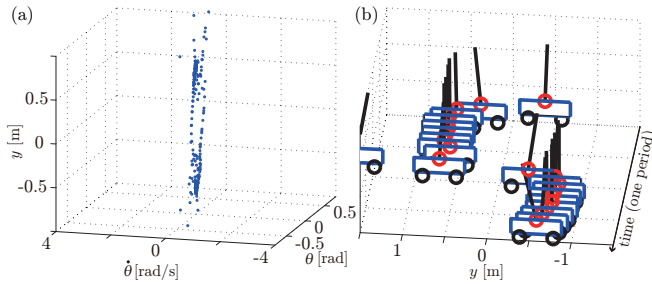 (a)
y [m]
0.5
0
-0.5
4
0
-4
θ̇ [rad/s]
0.5
0
-0.5
θ [rad]
(b)
1
0
-1
y [m]
time (one period)